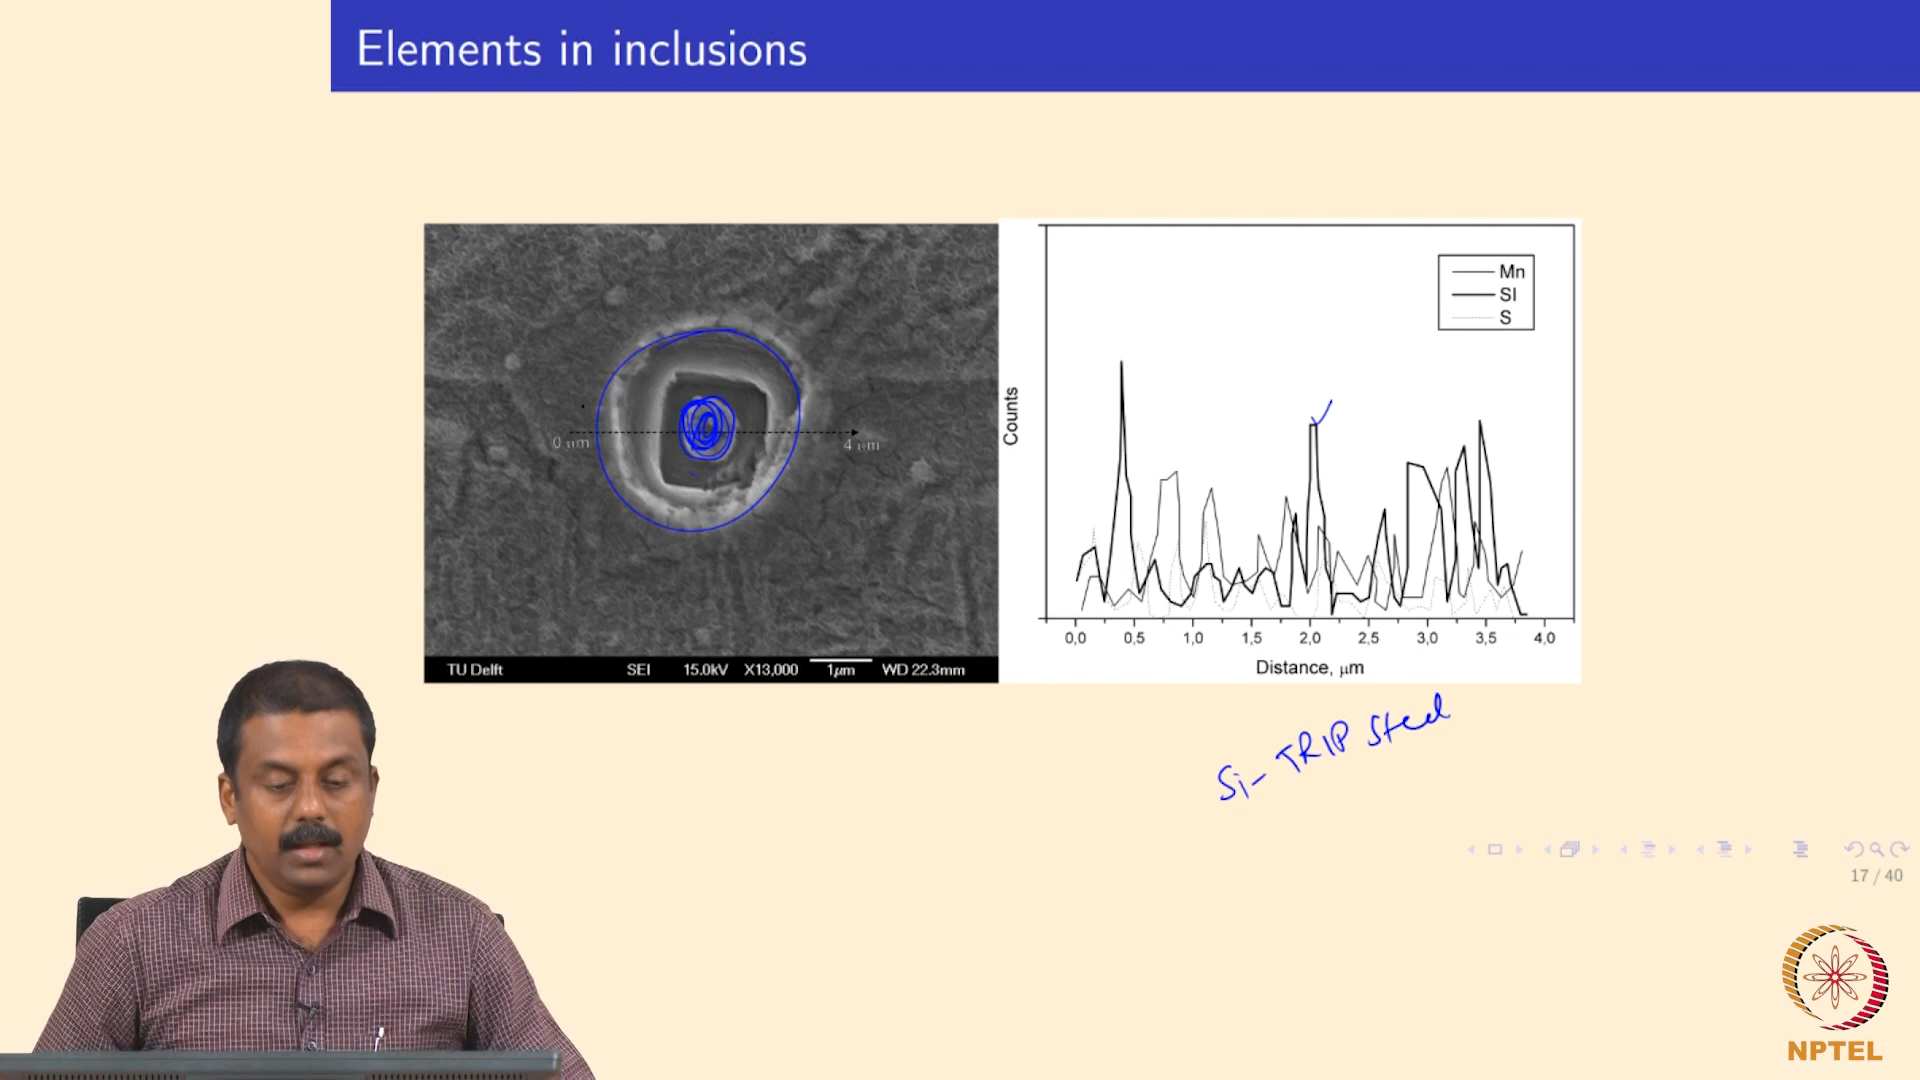 Elements in inclusions
0 µm
4 µm
TU Delft SEI 15.0kV X13,000 1µm WD 22.3mm
Counts
Mn
SI
S
0,0 0,5 1,0 1,5 2,0 2,5 3,0 3,5 4,0
Distance, µm
Si- TRIP Steel
17 / 40
NPTEL